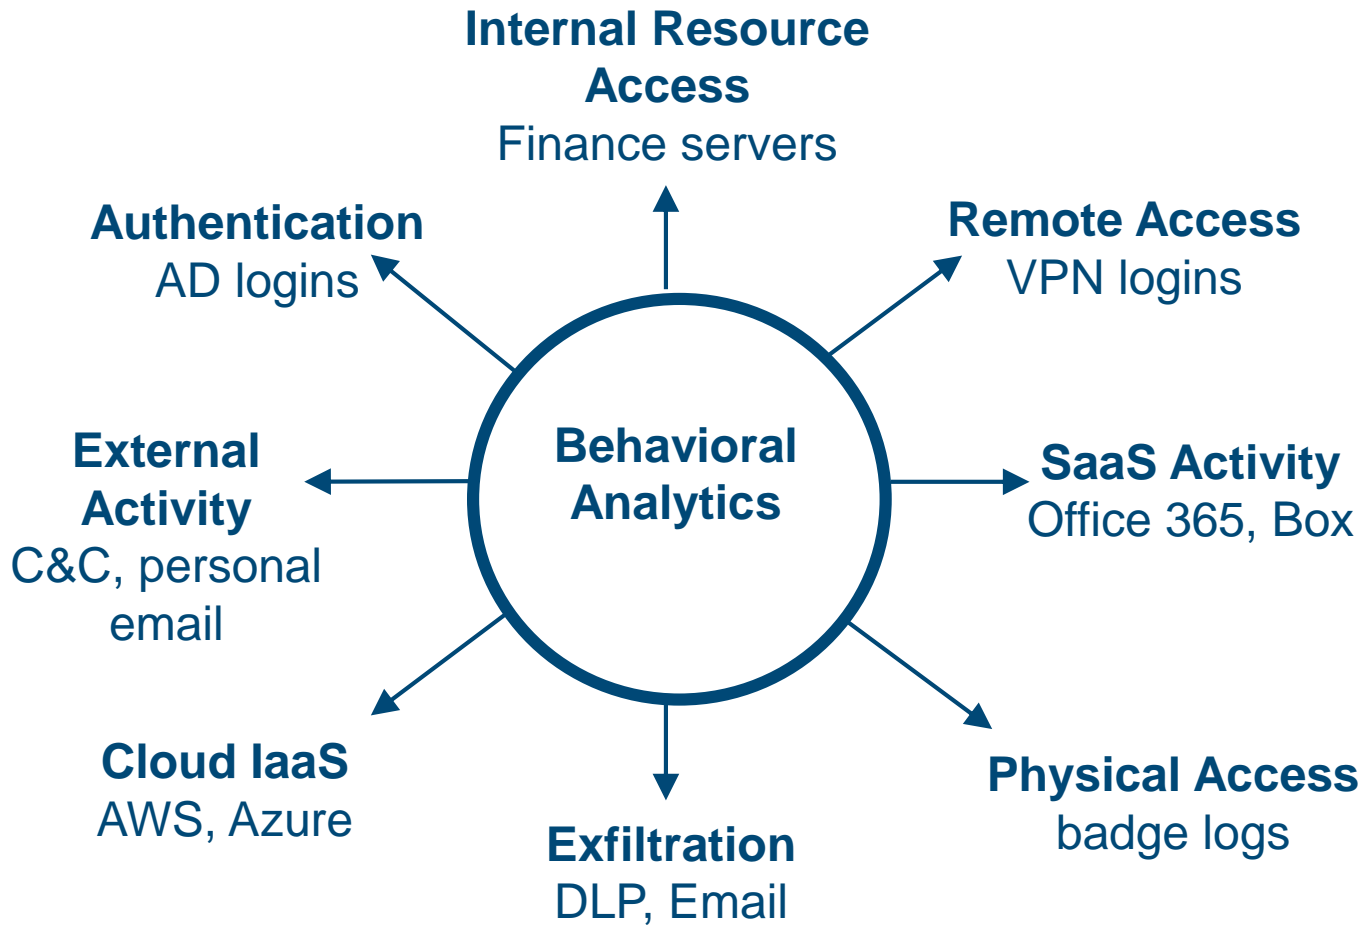 Internal Resource
Access
Finance servers
Authentication
AD logins
Remote Access
VPN logins
External
Activity
C&C, personal
email
Behavioral
Analytics
SaaS Activity
Office 365, Box
Cloud IaaS
AWS, Azure
Physical Access
badge logs
Exfiltration
DLP, Email